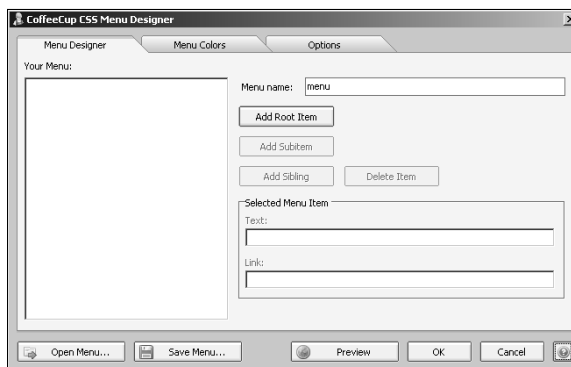 CoffeeCup CSS Menu Designer
Menu Designer Menu Colors Options
Your Menu:
Menu name: menu
Add Root Item
Add Subitem
Add Sibling Delete Item
Selected Menu Item
Text:
Link:
Open Menu... Save Menu... Preview OK Cancel